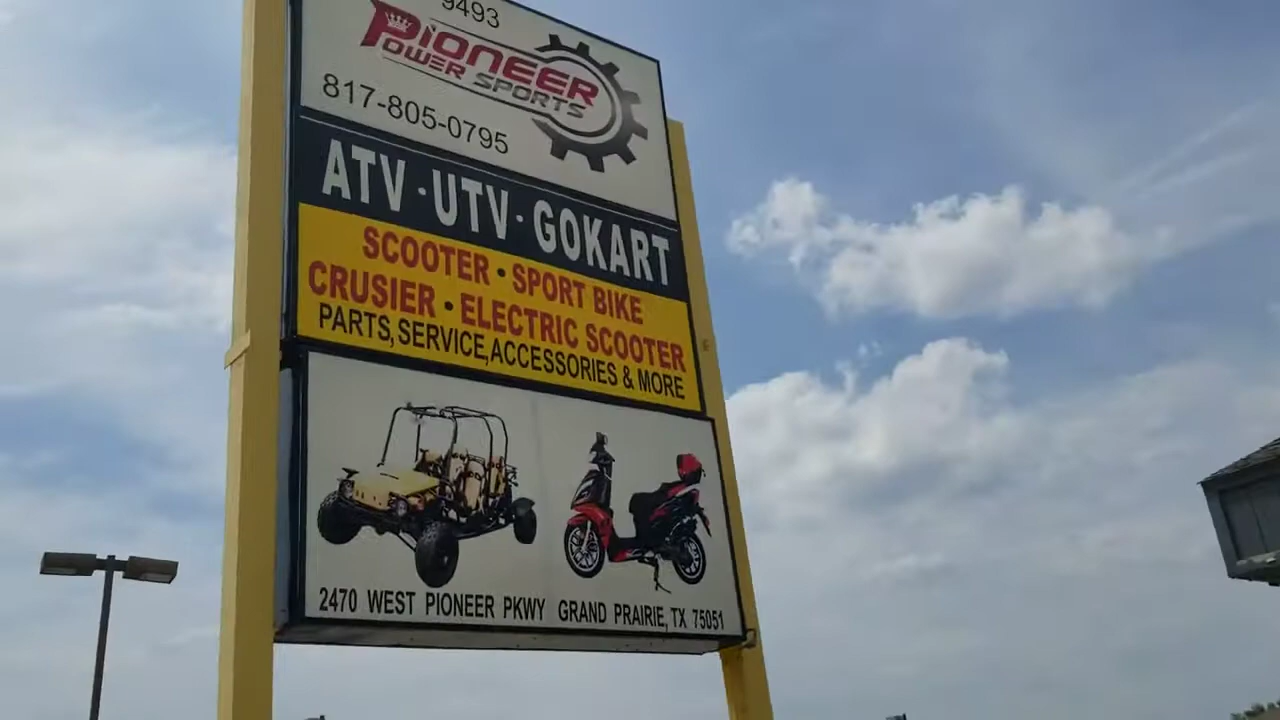 9493
PIONEER
POWER SPORTS
817-805-0795
ATV · UTV · GOKART
SCOOTER • SPORT BIKE
CRUSIER • ELECTRIC SCOOTER
PARTS, SERVICE, ACCESSORIES & MORE
2470 WEST PIONEER PKWY GRAND PRAIRIE, TX 75051